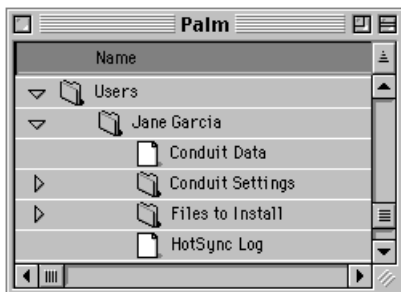 Palm
Name
Users
Jane Garcia
Conduit Data
Conduit Settings
Files to Install
HotSync Log